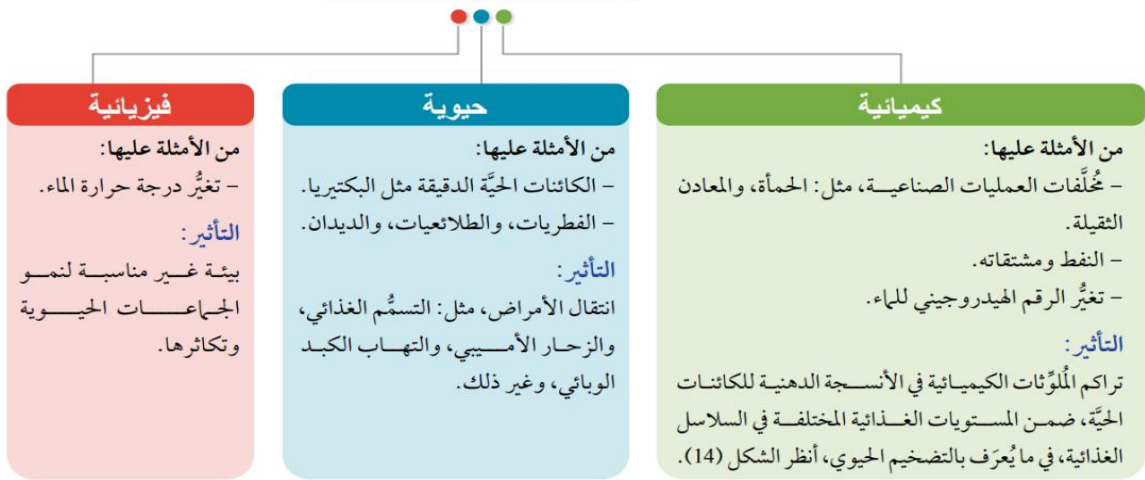 كيميائية
من الأمثلة عليها:
– مُخلَّفات العمليات الصناعيــة، مثل: الحمأة، والمعادن
الثقيلة.
– النفط ومشتقاته.
– تغيُّر الرقم الهيدروجيني للماء.
التأثير:
تراكم المُلوِّثات الكيميائية في الأنسجة الدهنية للكائنات
الحيَّة، ضمن المستويات الغذائية المختلفة في السلاسل
الغذائية، في ما يُعرَف بالتضخيم الحيوي، أنظر الشكل (14).
حيوية
من الأمثلة عليها:
– الكائنات الحيَّة الدقيقة مثل البكتيريا.
– الفطريات، والطلائعيات، والديدان.
التأثير:
انتقال الأمراض، مثل: التسمُّم الغذائي،
والزحار الأميبي، والتهاب الكبد
الوبائي، وغير ذلك.
فيزيائية
من الأمثلة عليها:
– تغيُّر درجة حرارة الماء.
التأثير:
بيئة غير مناسبة لنمو
الجماعات الحيوية
وتكاثرها.